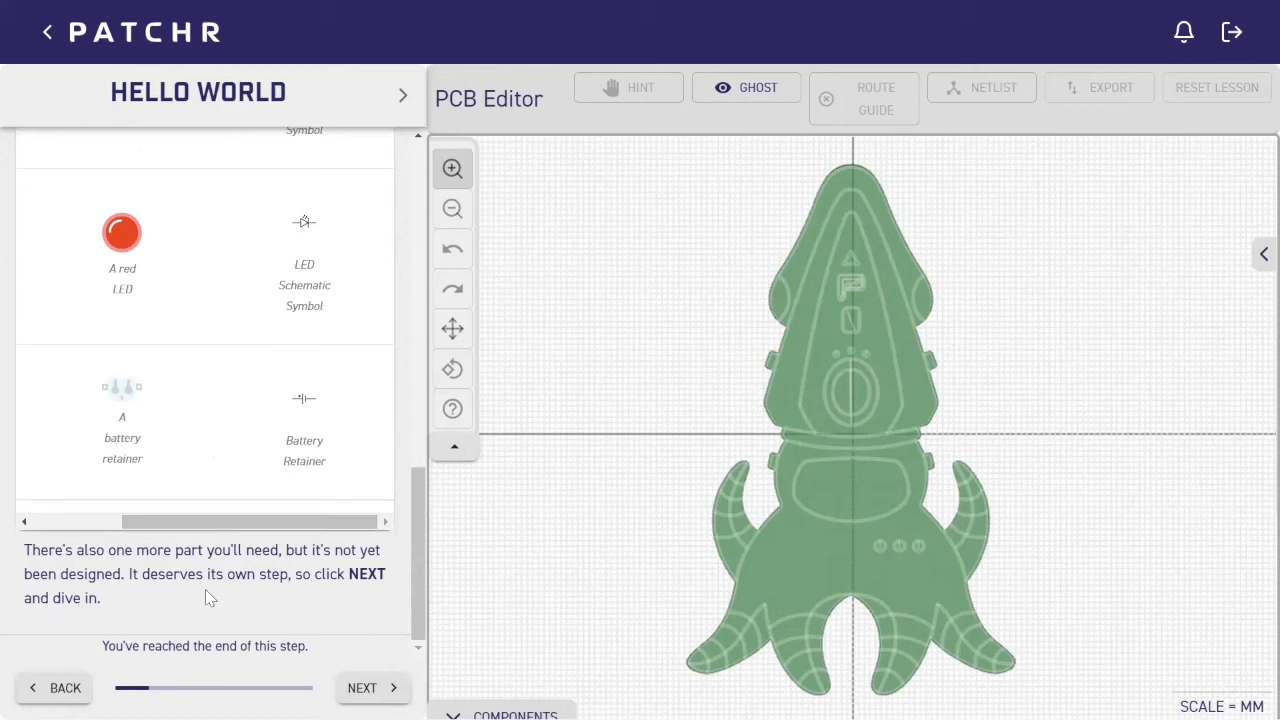 PATCHR
HELLO WORLD
PCB Editor
HINT
GHOST
ROUTE
GUIDE
NETLIST
EXPORT
RESET LESSON
Symbol
A red
LED
LED
Schematic
Symbol
A
battery
retainer
Battery
Retainer
There's also one more part you'll need, but it's not yet
been designed. It deserves its own step, so click NEXT
and dive in.
You've reached the end of this step.
BACK
NEXT
COMPONENTS
SCALE = MM